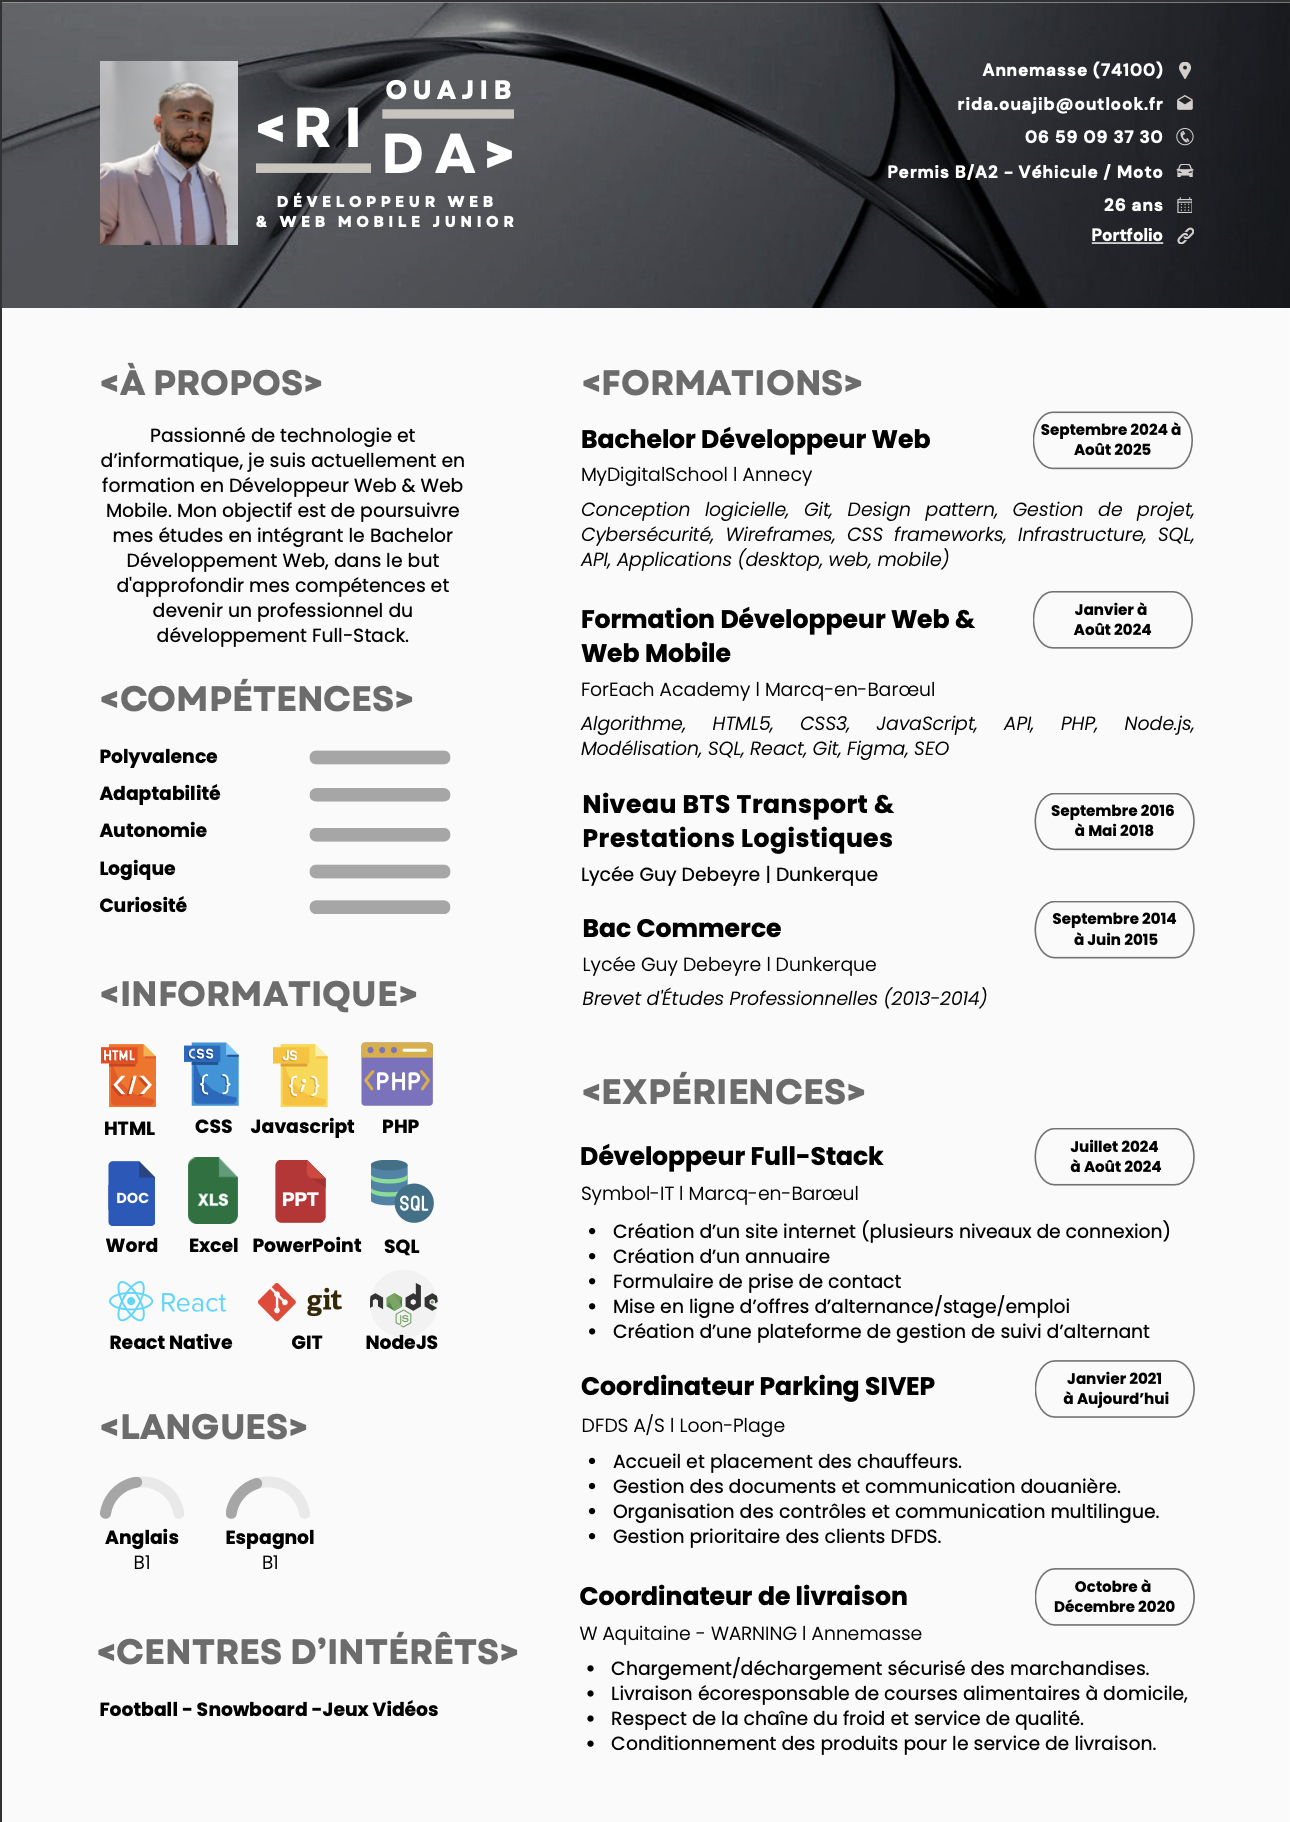 OUAJIB
<RI
DA>
DÉVELOPPEUR WEB
& WEB MOBILE JUNIOR
Annemasse (74100)
rida.ouajib@outlook.fr
06 59 09 37 30
Permis B/A2 - Véhicule / Moto
26 ans
Portfolio
<À PROPOS>
Passionné de technologie et
d’informatique, je suis actuellement en
formation en Développeur Web & Web
Mobile. Mon objectif est de poursuivre
mes études en intégrant le Bachelor
Développement Web, dans le but
d'approfondir mes compétences et
devenir un professionnel du
développement Full-Stack.
<COMPÉTENCES>
Polyvalence
Adaptabilité
Autonomie
Logique
Curiosité
<INFORMATIQUE>
HTML CSS JS
</> { } {;} <PHP>
HTML CSS Javascript PHP
DOC XLS PPT SQL
Word Excel PowerPoint SQL
React git node
JS
React Native GIT NodeJS
<LANGUES>
Anglais Espagnol
B1 B1
<CENTRES D’INTÉRÊTS>
Football - Snowboard -Jeux Vidéos
<FORMATIONS>
Bachelor Développeur Web
Septembre 2024 à
Août 2025
MyDigitalSchool l Annecy
Conception logicielle, Git, Design pattern, Gestion de projet,
Cybersécurité, Wireframes, CSS frameworks, Infrastructure, SQL,
API, Applications (desktop, web, mobile)
Formation Développeur Web &
Web Mobile
Janvier à
Août 2024
ForEach Academy l Marcq-en-Barœul
Algorithme, HTML5, CSS3, JavaScript, API, PHP, Node.js,
Modélisation, SQL, React, Git, Figma, SEO
Niveau BTS Transport &
Prestations Logistiques
Septembre 2016
à Mai 2018
Lycée Guy Debeyre | Dunkerque
Bac Commerce
Septembre 2014
à Juin 2015
Lycée Guy Debeyre l Dunkerque
Brevet d'Études Professionnelles (2013-2014)
<EXPÉRIENCES>
Développeur Full-Stack
Juillet 2024
à Août 2024
Symbol-IT l Marcq-en-Barœul
• Création d’un site internet (plusieurs niveaux de connexion)
• Création d’un annuaire
• Formulaire de prise de contact
• Mise en ligne d’offres d’alternance/stage/emploi
• Création d’une plateforme de gestion de suivi d’alternant
Coordinateur Parking SIVEP
Janvier 2021
à Aujourd’hui
DFDS A/S l Loon-Plage
• Accueil et placement des chauffeurs.
• Gestion des documents et communication douanière.
• Organisation des contrôles et communication multilingue.
• Gestion prioritaire des clients DFDS.
Coordinateur de livraison
Octobre à
Décembre 2020
W Aquitaine - WARNING l Annemasse
• Chargement/déchargement sécurisé des marchandises.
• Livraison écoresponsable de courses alimentaires à domicile,
• Respect de la chaîne du froid et service de qualité.
• Conditionnement des produits pour le service de livraison.